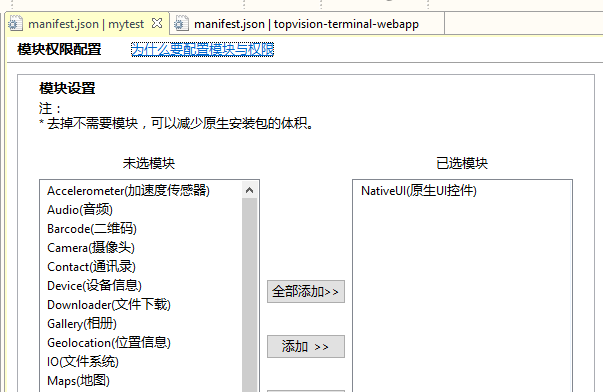 manifest.json | mytest
manifest.json | topvision-terminal-webapp
模块权限配置 为什么要配置模块与权限
模块设置
注：
* 去掉不需要模块，可以减少原生安装包的体积。
未选模块
已选模块
Accelerometer(加速度传感器)
Audio(音频)
Barcode(二维码)
Camera(摄像头)
Contact(通讯录)
Device(设备信息)
Downloader(文件下载)
Gallery(相册)
Geolocation(位置信息)
IO(文件系统)
Maps(地图)
全部添加>>
添加 >>
NativeUI(原生UI控件)